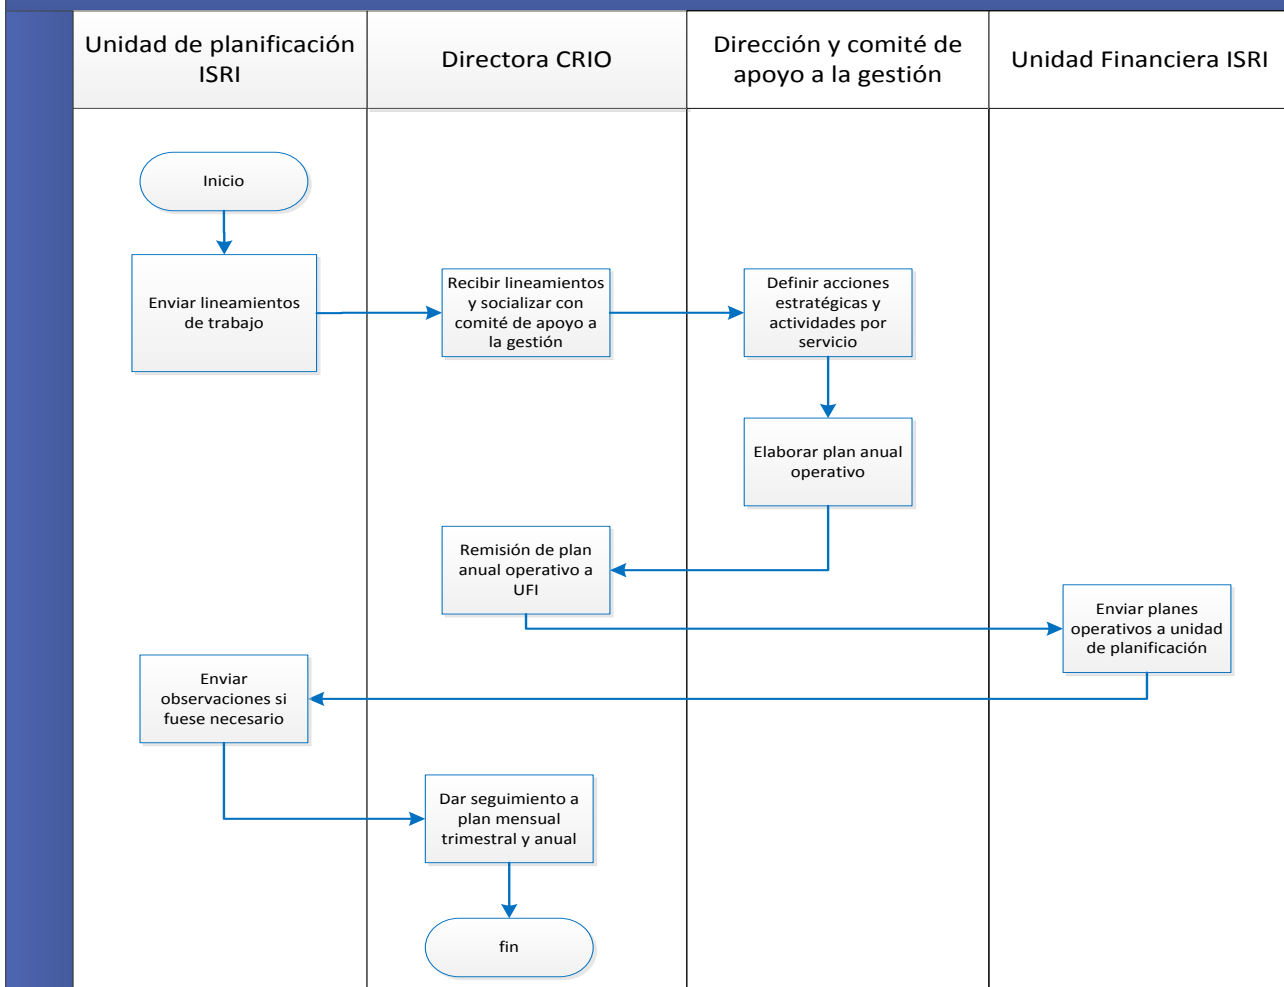 Unidad de planificación
ISRI
Directora CRIO
Dirección y comité de
apoyo a la gestión
Unidad Financiera ISRI
Inicio
Enviar lineamientos
de trabajo
Recibir lineamientos
y socializar con
comité de apoyo a
la gestión
Definir acciones
estratégicas y
actividades por
servicio
Elaborar plan anual
operativo
Remisión de plan
anual operativo a
UFI
Enviar planes
operativos a unidad
de planificación
Enviar
observaciones si
fuese necesario
Dar seguimiento a
plan mensual
trimestral y anual
fin